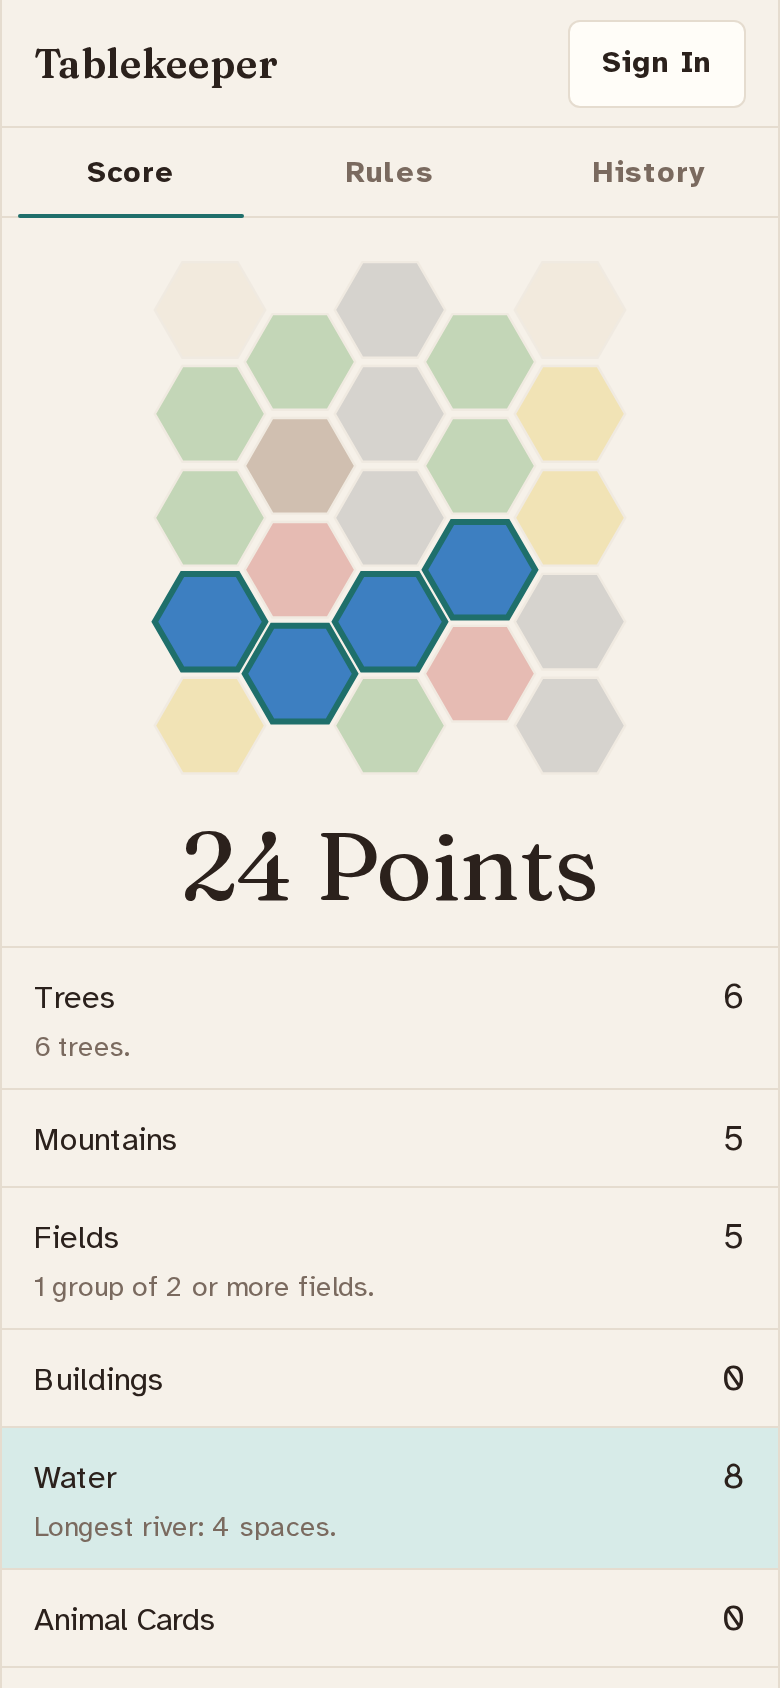 Tablekeeper
Sign In
Score
Rules
History
24 Points
Trees
6
6 trees.
Mountains
5
Fields
5
1 group of 2 or more fields.
Buildings
0
Water
8
Longest river: 4 spaces.
Animal Cards
0